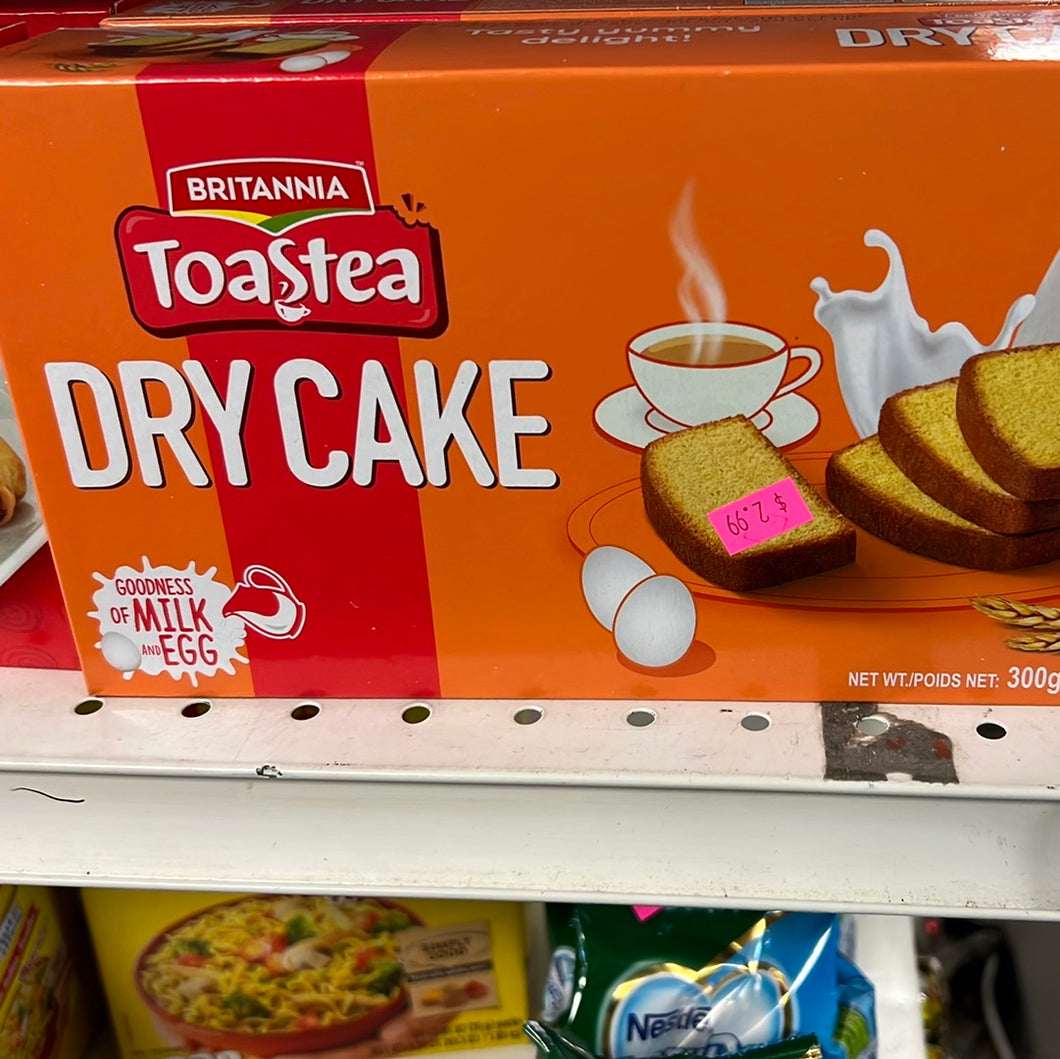 Tasty yummy
delight!
DRY CA
BRITANNIA
Toastea
DRY CAKE
$ 2.99
GOODNESS
OF MILK
AND EGG
NET WT./POIDS NET: 300g
Nestlé